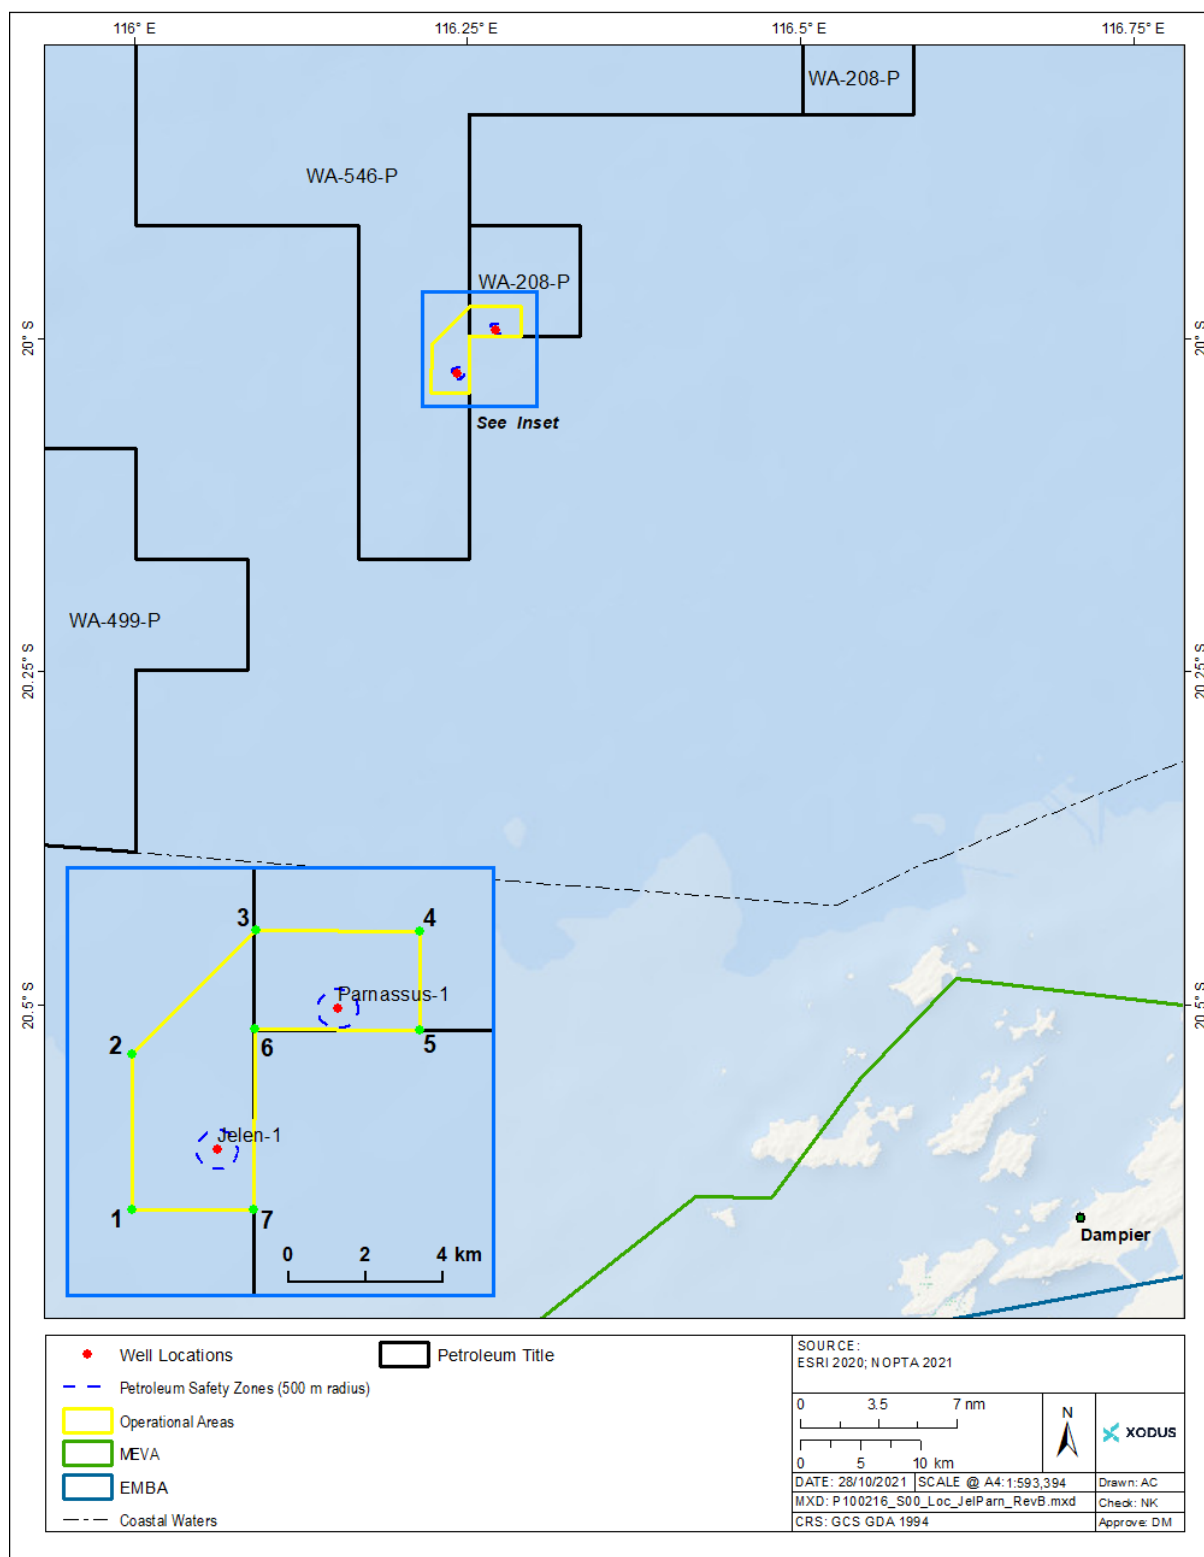 116° E
116.25° E
116.5° E
116.75° E
WA-208-P
WA-546-P
WA-208-P
20° S
20° S
See Inset
WA-499-P
20.25° S
20.25° S
3
4
Parnassus-1
20.5° S
20.5° S
2
6
5
Jelen-1
1
7
0 2 4 km
Dampier
Well Locations
Petroleum Title
Petroleum Safety Zones (500 m radius)
Operational Areas
MEVA
EMBA
Coastal Waters
SOURCE:
ESRI 2020; NOPTA 2021
0 3.5 7 nm
0 5 10 km
N
XODUS
DATE: 28/10/2021 SCALE @ A4:1:593,394 Drawn: AC
MXD: P100216_S00_Loc_JelParn_RevB.mxd Check: NK
CRS: GCS GDA 1994 Approve: DM